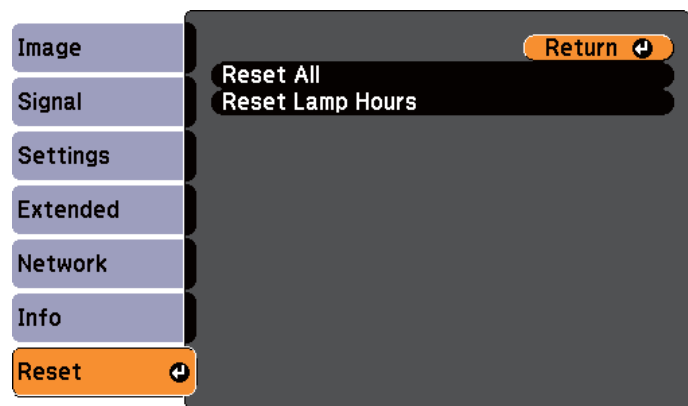 Image
Signal
Settings
Extended
Network
Info
Reset
Return
Reset All
Reset Lamp Hours